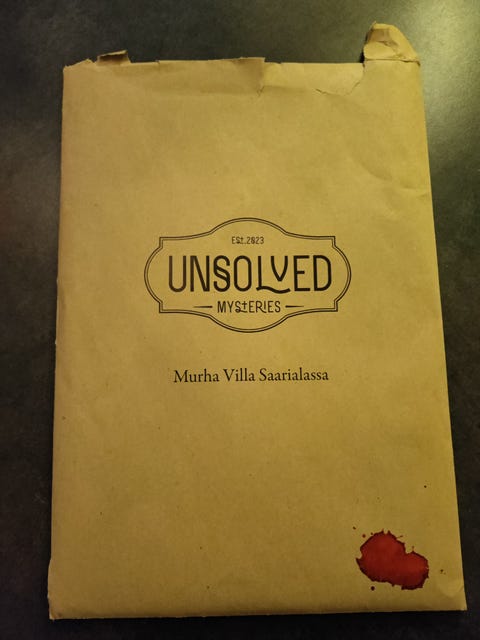 Est.2023
UNSOLVED
MYSTERIES
Murha Villa Saarialassa